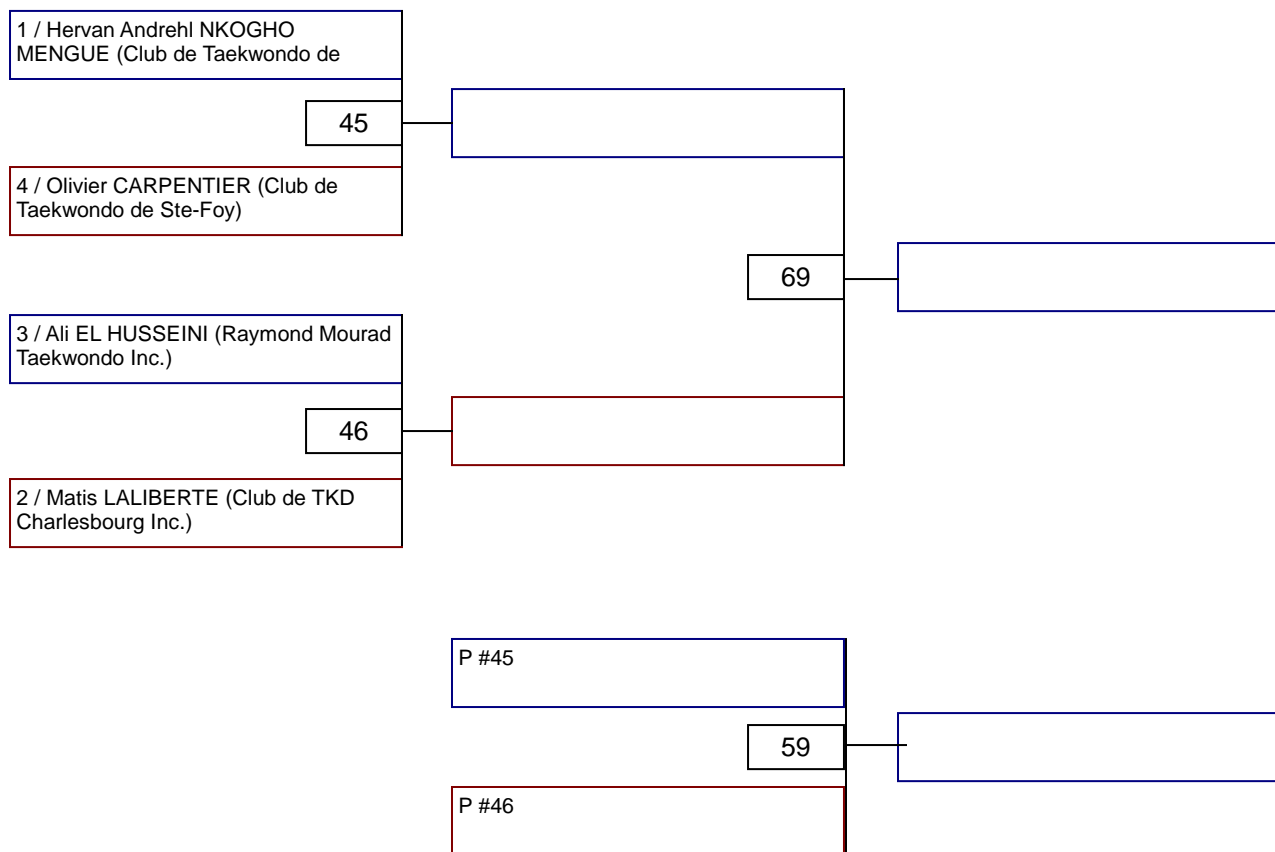 1 / Hervan Andrehl NKOGHO
MENGUE (Club de Taekwondo de
45
4 / Olivier CARPENTIER (Club de
Taekwondo de Ste-Foy)
69
3 / Ali EL HUSSEINI (Raymond Mourad
Taekwondo Inc.)
46
2 / Matis LALIBERTE (Club de TKD
Charlesbourg Inc.)
P #45
59
P #46